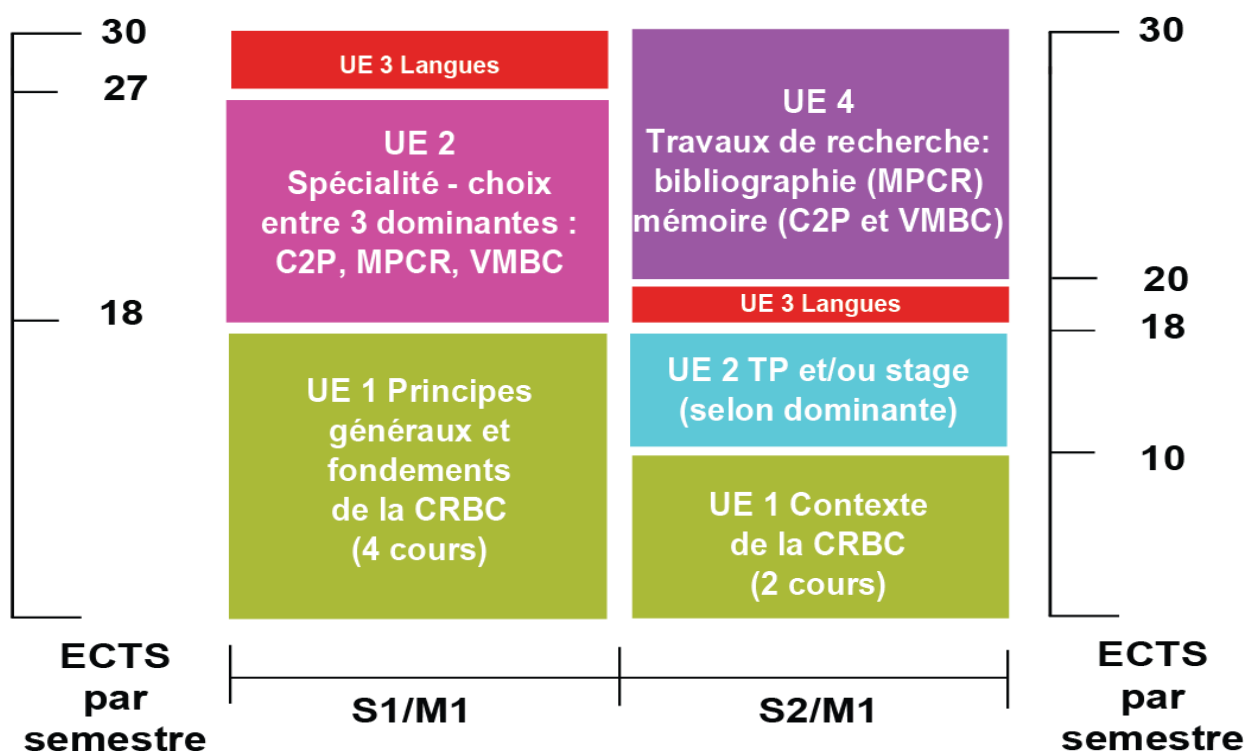 30
27
18
ECTS
par
semestre
UE 3 Langues
UE 2
Spécialité - choix
entre 3 dominantes :
C2P, MPCR, VMBC
UE 1 Principes
généraux et
fondements
de la CRBC
(4 cours)
S1/M1
UE 4
Travaux de recherche:
bibliographie (MPCR)
mémoire (C2P et VMBC)
UE 3 Langues
UE 2 TP et/ou stage
(selon dominante)
UE 1 Contexte
de la CRBC
(2 cours)
S2/M1
30
20
18
10
ECTS
par
semestre